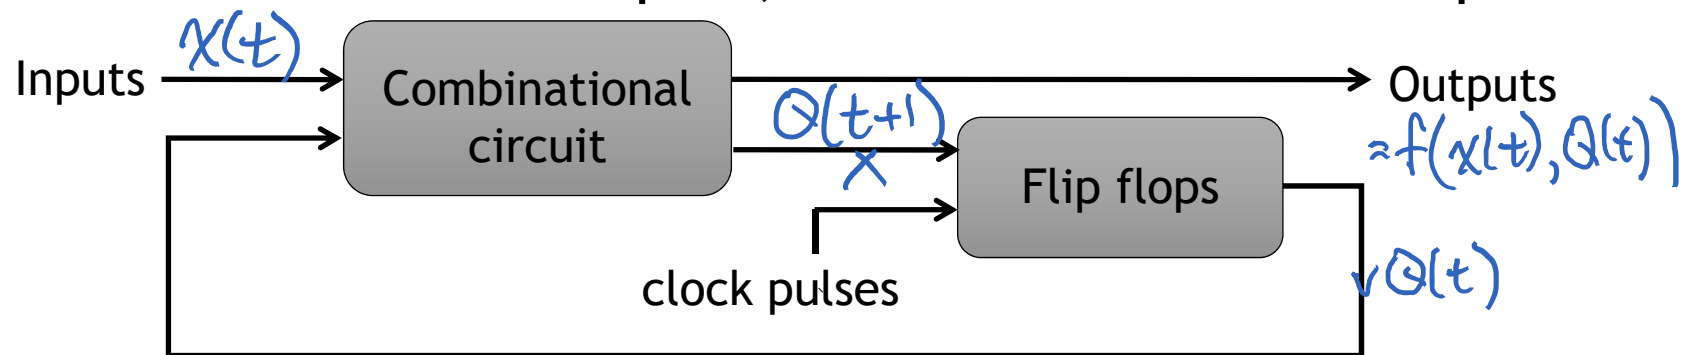 x(t)
Inputs
Combinational
circuit
Outputs
Q(t+1)
x
≈f(x(t),Q(t))
Flip flops
clock pulses
Q(t)